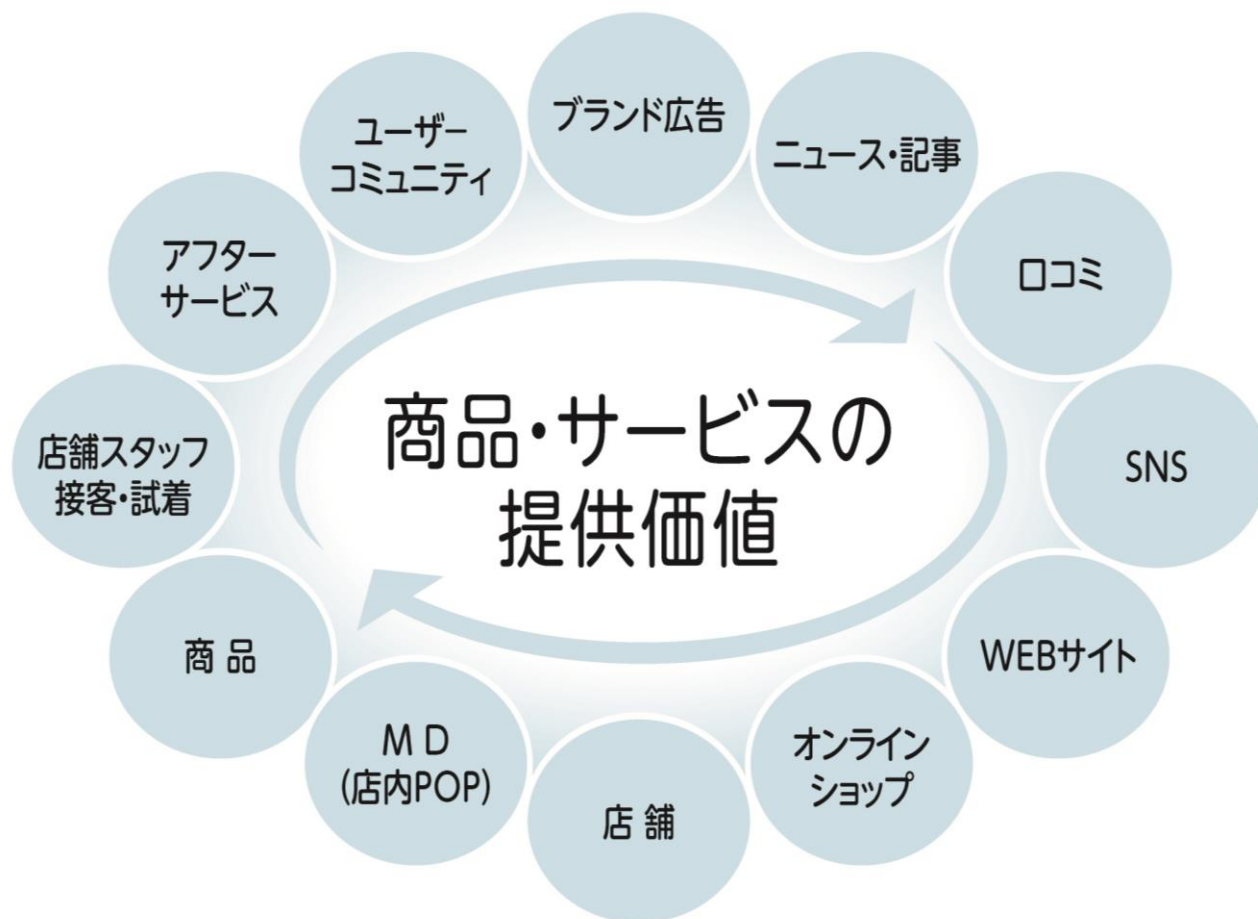 ブランド広告
ニュース・記事
口コミ
SNS
WEBサイト
オンライン
ショップ
店 舗
M D
(店内POP)
商 品
店舗スタッフ
接客・試着
アフター
サービス
ユーザー
コミュニティ
商品・サービスの
提供価値